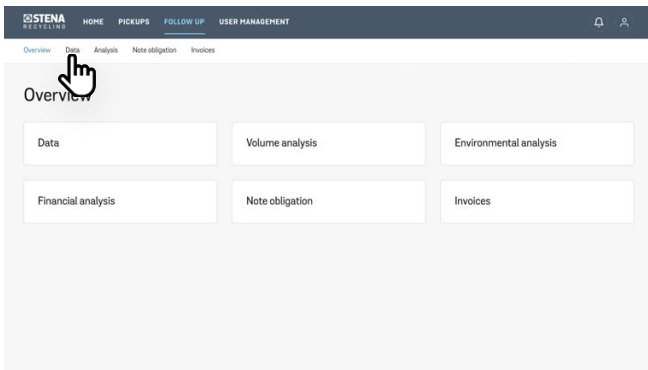 STENA HOME PICKUPS FOLLOW UP USER MANAGEMENT
RECYCLING
Overview Data Analysis Note obligation Invoices
Overview
Data Volume analysis Environmental analysis
Financial analysis Note obligation Invoices